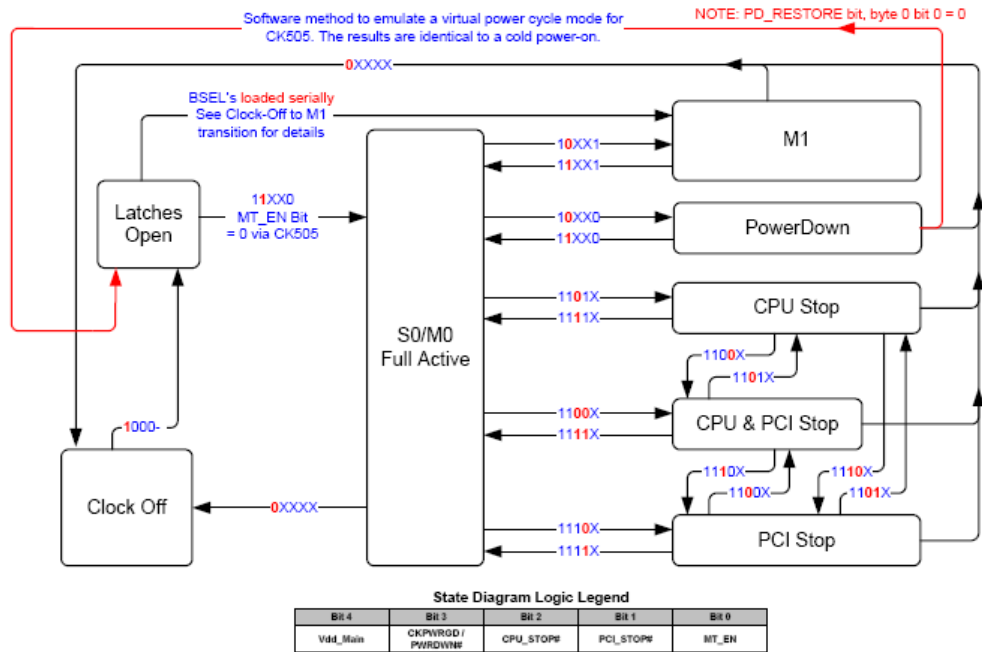 Software method to emulate a virtual power cycle mode for
CK505. The results are identical to a cold power-on.
NOTE: PD_RESTORE bit, byte 0 bit 0 = 0
0XXXX
BSEL's loaded serially
See Clock-Off to M1
transition for details
M1
10XX1
11XX1
Latches
Open
11XX0
MT_EN Bit
= 0 via CK505
10XX0
11XX0
PowerDown
S0/M0
Full Active
1101X
1111X
CPU Stop
1100X
1101X
1100X
1111X
CPU & PCI Stop
1000-
1110X
1100X
1110X
1101X
Clock Off
0XXXX
1110X
1111X
PCI Stop
State Diagram Logic Legend
Bit 4 Bit 3 Bit 2 Bit 1 Bit 0
Vdd_Main CKPWRGD / PWRDWN# CPU_STOP# PCI_STOP# MT_EN